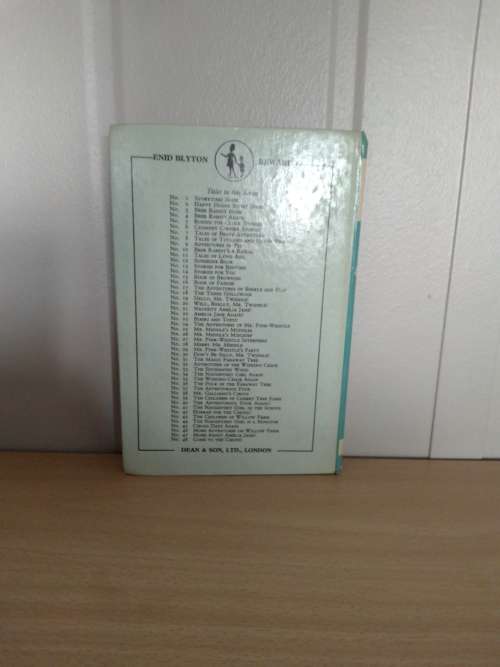 ENID BLYTON
Titles in this Series
No. 1 STORYTIME BOOK
No. 2 HAPPY HOURS STORY BOOK
No. 3 BRER RABBIT BOOK
No. 4 BRER RABBIT AGAIN
No. 5 ROUND THE CLOCK STORIES
No. 6 CHIMNEY CORNER STORIES
No. 7 TALES OF BRAVE ADVENTURE
No. 8 TALES OF
No. 9 ADVENTURES OF PIP
No. 10 BRER RABBIT'S A RASCAL
No. 11 TALES OF LONG AGO
No. 12 SUNSHINE BOOK
No. 13 STORIES FOR BEDTIME
No. 14 STORIES FOR YOU
No. 15 BOOK OF BROWNIES
No. 16 BOOK OF FAIRIES
No. 17 THE ADVENTURES OF BINKLE AND FLIP
No. 18 THE THREE GOLLIWOGS
No. 19 HELLO, MR. TWIDDLE!
No. 20 WELL, REALLY, MR. TWIDDLE!
No. 21 NAUGHTY AMELIA JANE!
No. 22 AMELIA JANE AGAIN!
No. 23 BIMBO AND TOPSY
No. 24 THE ADVENTURES OF MR. PINK-WHISTLE
No. 25 MR. MEDDLE'S MISCHIEF
No. 26 MR. MEDDLE'S MUDDLES
No. 27 MR. PINK-WHISTLE INTERFERES
No. 28 MERRY MR. MEDDLE
No. 29 MR. PINK-WHISTLE'S PARTY
No. 30 DON'T BE SILLY, MR. TWIDDLE!
No. 31 THE MAGIC FARAWAY TREE
No. 32 ADVENTURES OF THE WISHING CHAIR
No. 33 THE ENCHANTED WOOD
No. 34 THE NAUGHTIEST GIRL AGAIN
No. 35 THE WISHING-CHAIR AGAIN
No. 36 THE FOLK OF THE FARAWAY TREE
No. 37 THE ADVENTUROUS FOUR
No. 38 MR. GALLIANO'S CIRCUS
No. 39 THE CHILDREN OF CHERRY TREE FARM
No. 40 THE ADVENTUROUS FOUR AGAIN!
No. 41 THE NAUGHTIEST GIRL IN THE SCHOOL
No. 42 HURRAH FOR THE CIRCUS!
No. 43 THE CHILDREN OF WILLOW FARM
No. 44 THE NAUGHTIEST GIRL IS A MONITOR
No. 45 CIRCUS DAYS AGAIN
No. 46 MORE ADVENTURES ON WILLOW FARM
No. 47 MORE ABOUT AMELIA JANE!
No. 48 COME TO THE CIRCUS!
DEAN & SON, LTD., LONDON